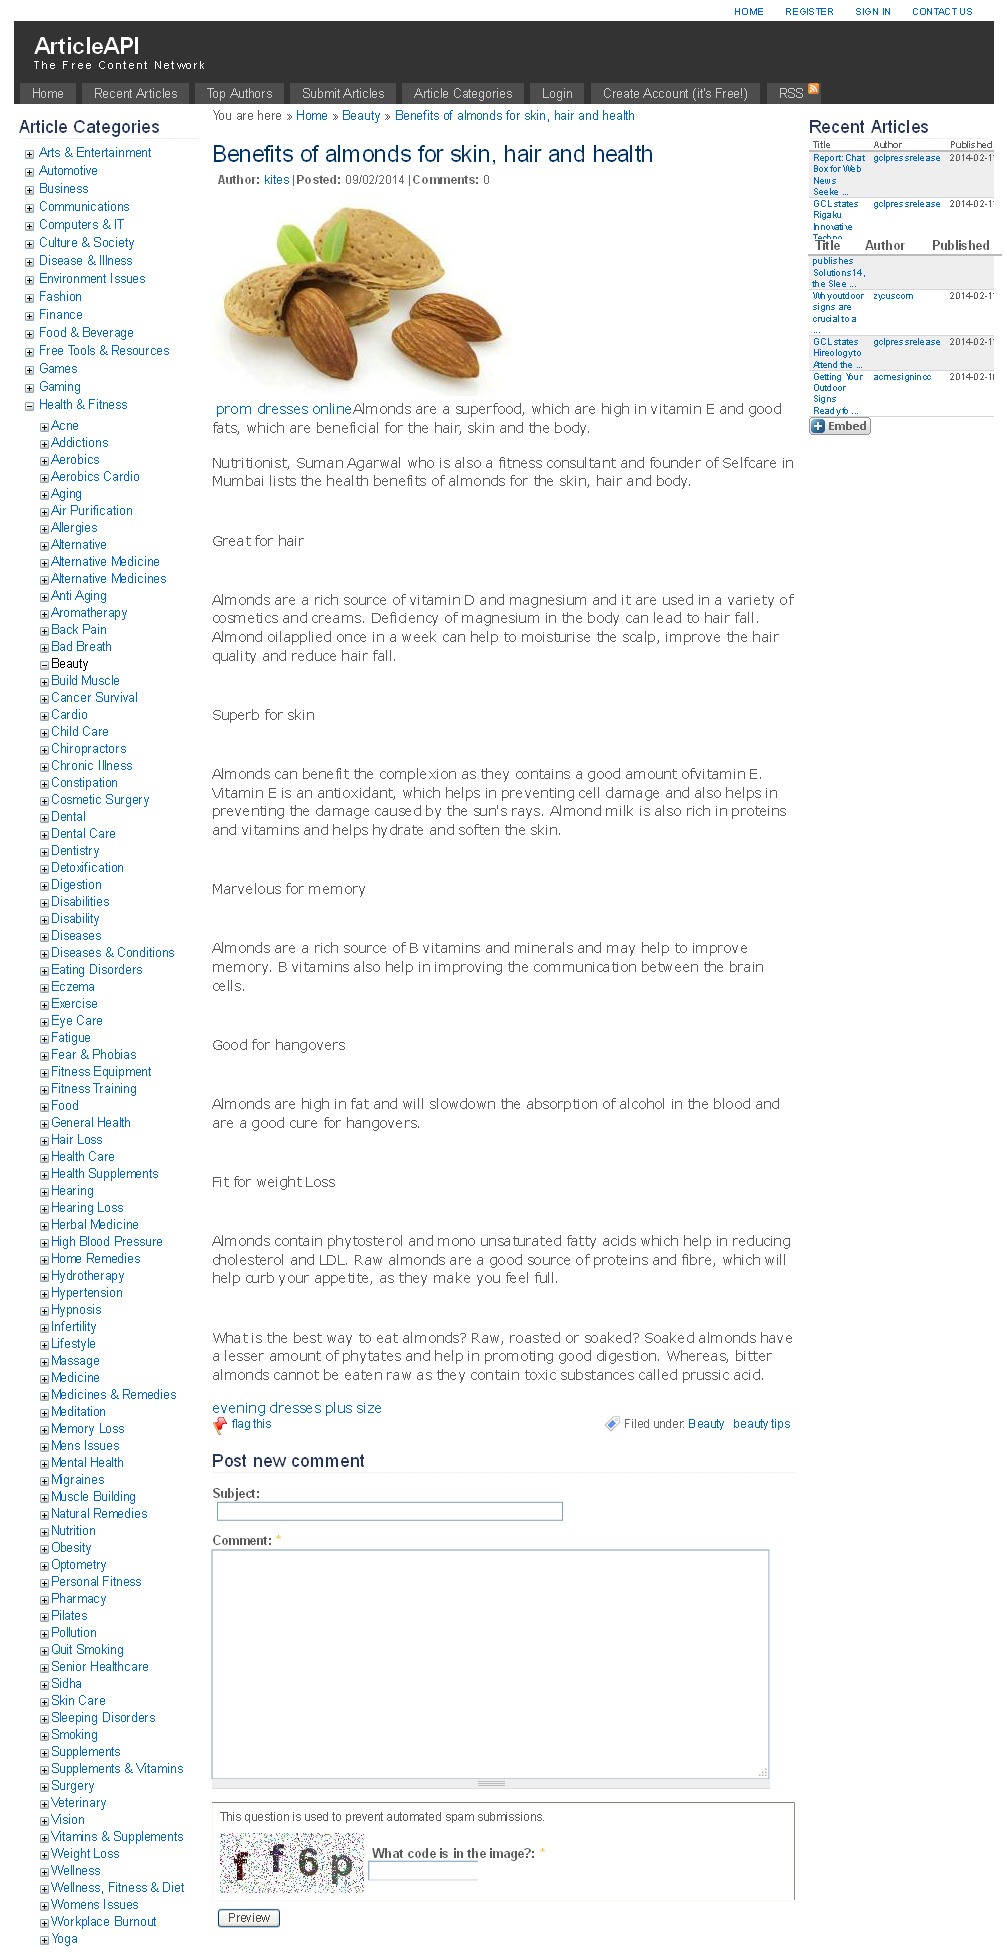 HOME REGISTER SIGN IN CONTACT US
ArticleAPI
The Free Content Network
Home Recent Articles Top Authors Submit Articles Article Categories Login Create Account (it's Free!) RSS
Article Categories
Arts & Entertainment
Automotive
Business
Communications
Computers & IT
Culture & Society
Disease & Illness
Environment Issues
Fashion
Finance
Food & Beverage
Free Tools & Resources
Games
Gaming
Health & Fitness
Acne
Addictions
Aerobics
Aerobics Cardio
Aging
Air Purification
Allergies
Alternative
Alternative Medicine
Alternative Medicines
Anti Aging
Aromatherapy
Back Pain
Bad Breath
Beauty
Build Muscle
Cancer Survival
Cardio
Child Care
Chiropractors
Chronic Illness
Constipation
Cosmetic Surgery
Dental
Dental Care
Dentistry
Detoxification
Digestion
Disabilities
Disability
Diseases
Diseases & Conditions
Eating Disorders
Eczema
Exercise
Eye Care
Fatigue
Fear & Phobias
Fitness Equipment
Fitness Training
Food
General Health
Hair Loss
Health Care
Health Supplements
Hearing
Hearing Loss
Herbal Medicine
High Blood Pressure
Home Remedies
Hydrotherapy
Hypertension
Hypnosis
Infertility
Lifestyle
Massage
Medicine
Medicines & Remedies
Meditation
Memory Loss
Mens Issues
Mental Health
Migraines
Muscle Building
Natural Remedies
Nutrition
Obesity
Optometry
Personal Fitness
Pharmacy
Pilates
Pollution
Quit Smoking
Senior Healthcare
Sidha
Skin Care
Sleeping Disorders
Smoking
Supplements
Supplements & Vitamins
Surgery
Veterinary
Vision
Vitamins & Supplements
Weight Loss
Wellness
Wellness, Fitness & Diet
Womens Issues
Workplace Burnout
Yoga
You are here » Home » Beauty » Benefits of almonds for skin, hair and health
Benefits of almonds for skin, hair and health
Author: kites | Posted: 09/02/2014 | Comments: 0
prom dresses onlineAlmonds are a superfood, which are high in vitamin E and good
fats, which are beneficial for the hair, skin and the body.
Nutritionist, Suman Agarwal who is also a fitness consultant and founder of Selfcare in
Mumbai lists the health benefits of almonds for the skin, hair and body.
Great for hair
Almonds are a rich source of vitamin D and magnesium and it are used in a variety of
cosmetics and creams. Deficiency of magnesium in the body can lead to hair fall.
Almond oilapplied once in a week can help to moisturise the scalp, improve the hair
quality and reduce hair fall.
Superb for skin
Almonds can benefit the complexion as they contains a good amount ofvitamin E.
Vitamin E is an antioxidant, which helps in preventing cell damage and also helps in
preventing the damage caused by the sun's rays. Almond milk is also rich in proteins
and vitamins and helps hydrate and soften the skin.
Marvelous for memory
Almonds are a rich source of B vitamins and minerals and may help to improve
memory. B vitamins also help in improving the communication between the brain
cells.
Good for hangovers
Almonds are high in fat and will slowdown the absorption of alcohol in the blood and
are a good cure for hangovers.
Fit for weight Loss
Almonds contain phytosterol and mono unsaturated fatty acids which help in reducing
cholesterol and LDL. Raw almonds are a good source of proteins and fibre, which will
help curb your appetite, as they make you feel full.
What is the best way to eat almonds? Raw, roasted or soaked? Soaked almonds have
a lesser amount of phytates and help in promoting good digestion. Whereas, bitter
almonds cannot be eaten raw as they contain toxic substances called prussic acid.
evening dresses plus size
flag this Filed under: Beauty beauty tips
Post new comment
Subject:
Comment: *
This question is used to prevent automated spam submissions.
ff6p
What code is in the image?: *
Preview
Recent Articles
Title Author Published
Report: Chat gclpressrelease 2014-02-1
Box for Web
News
Seeke ...
GCL states gclpressrelease 2014-02-1
Rigaku
Innovative
Techno
Title Author Published
publishes
Solutions14,
the Slee ...
Why outdoor zycuscom 2014-02-1
signs are
crucial to a
...
GCL states gclpressrelease 2014-02-1
Hireology to
Attend the ...
Getting Your acmesignincc 2014-02-1
Outdoor
Signs
Ready fo ...
Embed